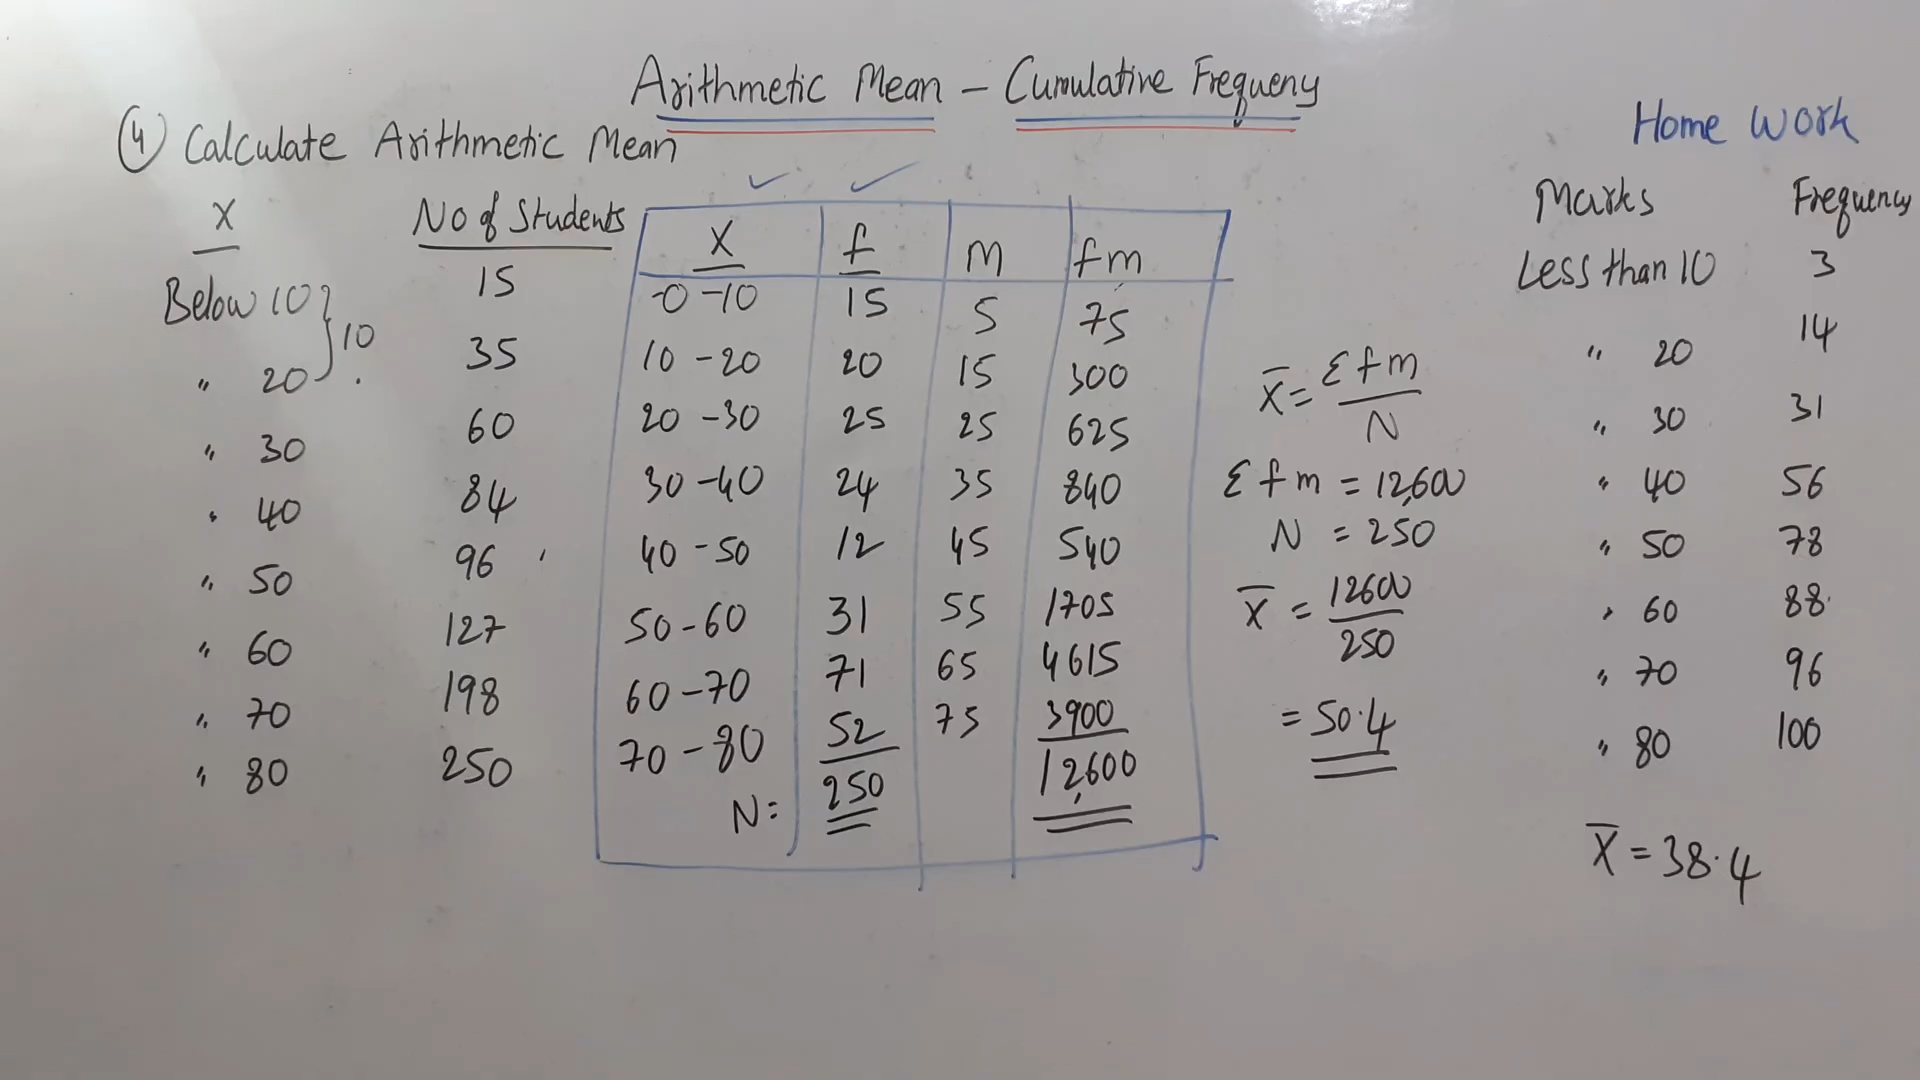 Arithmetic Mean - Cumulative Frequeny
Home Work
4 Calculate Arithmetic Mean
X No of Students
Below 10 15
" 20 35
10
" 30 60
" 40 84
" 50 96
" 60 127
" 70 198
" 80 250
X f m fm
0-10 15 5 75
10-20 20 15 300
20-30 25 25 625
30-40 24 35 840
40-50 12 45 540
50-60 31 55 1705
60-70 71 65 4615
70-80 52 75 3900
N= 250 12,600
X̄ = Σfm/N
Σfm = 12,600
N = 250
X̄ = 12600/250
= 50.4
Marks Frequency
Less than 10 3
" 20 14
" 30 31
" 40 56
" 50 78
" 60 88
" 70 96
" 80 100
X̄ = 38.4